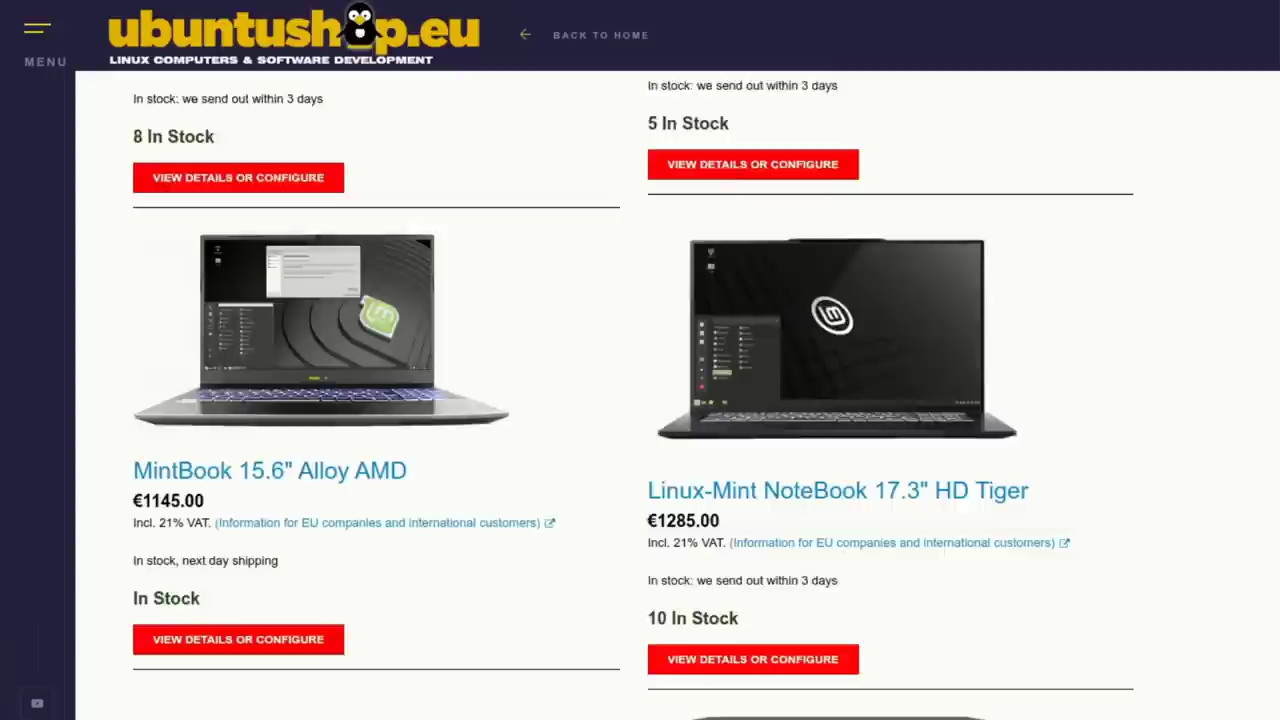 MENU
ubuntushop.eu
LINUX COMPUTERS & SOFTWARE DEVELOPMENT
BACK TO HOME
In stock: we send out within 3 days
8 In Stock
VIEW DETAILS OR CONFIGURE
In stock: we send out within 3 days
5 In Stock
VIEW DETAILS OR CONFIGURE
MintBook 15.6" Alloy AMD
€1145.00
Incl. 21% VAT. (Information for EU companies and international customers)
In stock, next day shipping
In Stock
VIEW DETAILS OR CONFIGURE
Linux-Mint NoteBook 17.3" HD Tiger
€1285.00
Incl. 21% VAT. (Information for EU companies and international customers)
In stock: we send out within 3 days
10 In Stock
VIEW DETAILS OR CONFIGURE